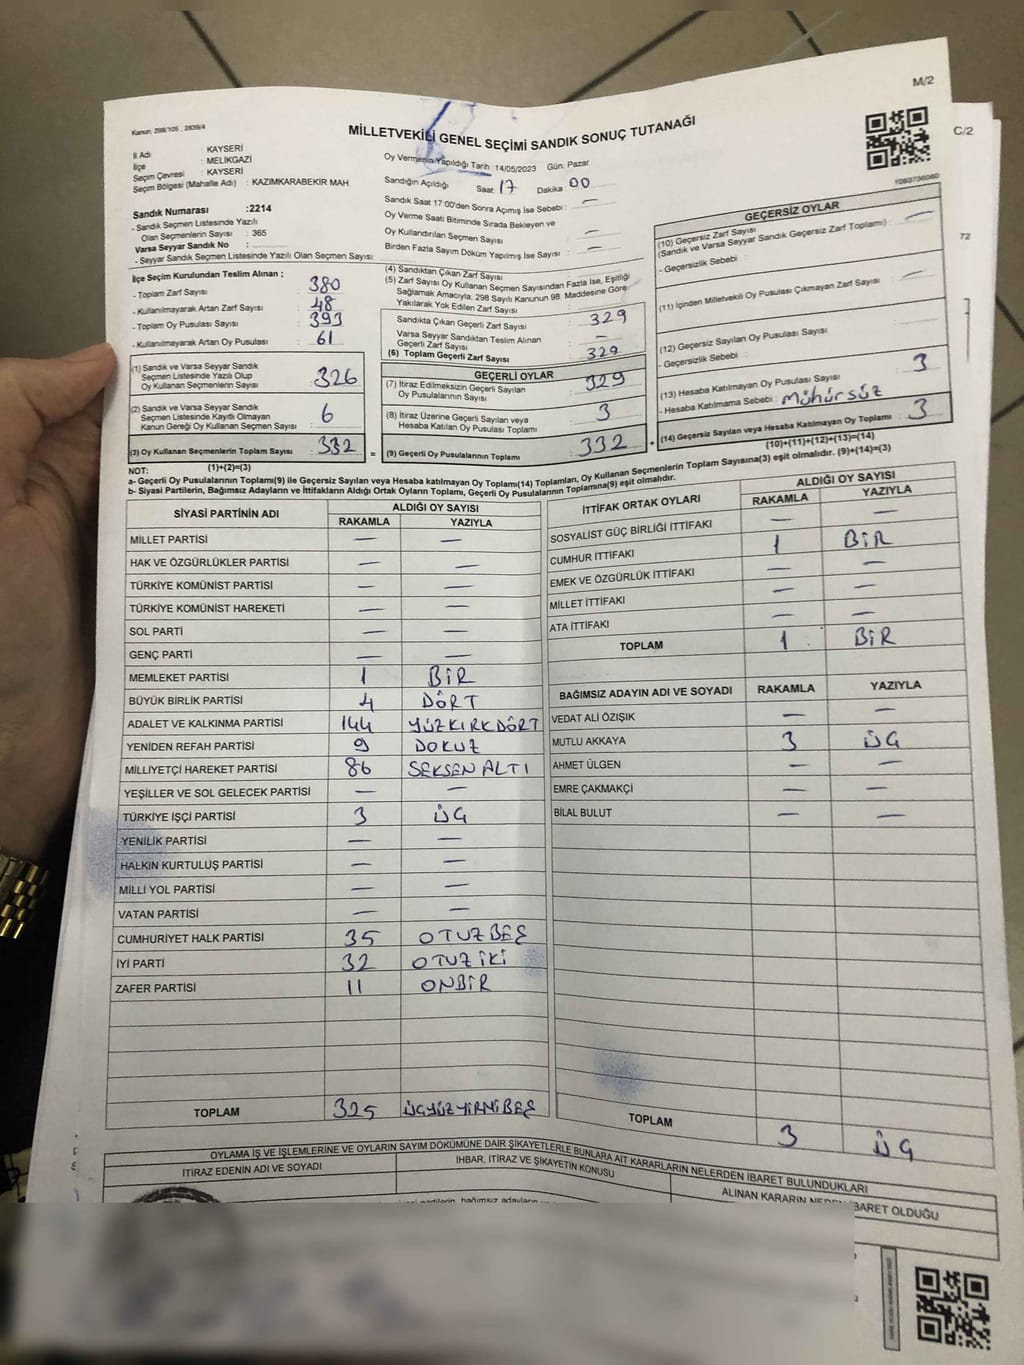 M/2
Kanun; 298/105 , 2839/4
MİLLETVEKİLİ GENEL SEÇİMİ SANDIK SONUÇ TUTANAĞI
C/2
İl Adı : KAYSERİ
İlçe : MELİKGAZİ
Seçim Çevresi : KAYSERİ
Seçim Bölgesi (Mahalle Adı) : KAZIMKARABEKİR MAH
Sandık Numarası :2214
- Sandık Seçmen Listesinde Yazılı
Olan Seçmenlerin Sayısı : 365
Varsa Seyyar Sandık No :
- Seyyar Sandık Listesinde Yazılı Olan Seçmen Sayısı:
Oy Vermenin Yapıldığı Tarih :14/05/2023 Gün: Pazar
Sandığın Açıldığı Saat 17 Dakika 00
Sandık Saat 17:00'den Sonra Açımış İse Sebebi : —
Oy Verme Saati Bitiminde Sırada Bekleyen ve
Oy Kullandırılan Seçmen Sayısı : —
Birden Fazla Sayım Döküm Yapılmış İse Sayısı : —
İlçe Seçim Kurulundan Teslim Alınan :
- Toplam Zarf Sayısı : 380
- Kullanılmayarak Artan Zarf Sayısı : 48
- Toplam Oy Pusulası Sayısı : 393
- Kullanılmayarak Artan Oy Pusulası : 61
(1) Sandık ve Varsa Seyyar Sandık
Seçmen Listesinde Yazılı Olup
Oy Kullanan Seçmenlerin Sayısı : 326
(2) Sandık ve Varsa Seyyar Sandık
Seçmen Listesinde Kayıtlı Olmayan
Kanun Gereği Oy Kullanan Seçmen Sayısı : 6
(3) Oy Kullanan Seçmenlerin Toplam Sayısı : 332
(1)+(2)=(3)
(4) Sandıktan Çıkan Zarf Sayısı :
(5) Zarf Sayısı Oy Kullanan Seçmen Sayısından Fazla İse, Eşitliği
Sağlamak Amacıyla; 298 Sayılı Kanunun 98. Maddesine Göre
Yakılarak Yok Edilen Zarf Sayısı :
Sandıkta Çıkan Geçerli Zarf Sayısı : 329
Varsa Seyyar Sandıktan Teslim Alınan
Geçerli Zarf Sayısı : —
(6) Toplam Geçerli Zarf Sayısı : 329
GEÇERLİ OYLAR
(7) İtiraz Edilmeksizin Geçerli Sayılan
Oy Pusulalarının Sayısı : 329
(8) İtiraz Üzerine Geçerli Sayılan veya
Hesaba Katılan Oy Pusulası Toplamı : 3
= (9) Geçerli Oy Pusulalarının Toplamı : 332
1080706060
GEÇERSİZ OYLAR
(10) Geçersiz Zarf Sayısı
(Sandık ve Varsa Seyyar Sandık Geçersiz Zarf Toplamı) : —
- Geçersizlik Sebebi :
72
(11) İçinden Milletvekili Oy Pusulası Çıkmayan Zarf Sayısı : —
(12) Geçersiz Sayılan Oy Pusulası Sayısı :
- Geçersizlik Sebebi :
(13) Hesaba Katılmayan Oy Pusulası Sayısı : 3
- Hesaba Katılmama Sebebi : Mühürsüz
(14) Geçersiz Sayılan veya Hesaba Katılmayan Oy Toplamı : 3
(10)+(11)+(12)+(13)=(14)
NOT:
a- Geçerli Oy Pusulalarının Toplamı(9) ile Geçersiz Sayılan veya Hesaba katılmayan Oy Toplamı(14) Toplamları, Oy Kullanan Seçmenlerin Toplam Sayısına(3) eşit olmalıdır. (9)+(14)=(3)
b- Siyasi Partilerin, Bağımsız Adayların ve İttifakların Aldığı Ortak Oyların Toplamı, Geçerli Oy Pusulalarının Toplamına(9) eşit olmalıdır.
SİYASİ PARTİNİN ADI ALDIĞI OY SAYISI
RAKAMLA YAZIYLA
MİLLET PARTİSİ — —
HAK VE ÖZGÜRLÜKLER PARTİSİ — —
TÜRKİYE KOMÜNİST PARTİSİ — —
TÜRKİYE KOMÜNİST HAREKETİ — —
SOL PARTİ — —
GENÇ PARTİ — —
MEMLEKET PARTİSİ 1 BİR
BÜYÜK BİRLİK PARTİSİ 4 DÖRT
ADALET VE KALKINMA PARTİSİ 144 YÜZKIRKDÖRT
YENİDEN REFAH PARTİSİ 9 DOKUZ
MİLLİYETÇİ HAREKET PARTİSİ 86 SEKSEN ALTI
YEŞİLLER VE SOL GELECEK PARTİSİ — —
TÜRKİYE İŞÇİ PARTİSİ 3 ÜÇ
YENİLİK PARTİSİ — —
HALKIN KURTULUŞ PARTİSİ — —
MİLLİ YOL PARTİSİ — —
VATAN PARTİSİ — —
CUMHURİYET HALK PARTİSİ 35 OTUZBEŞ
İYİ PARTİ 32 OTUZİKİ
ZAFER PARTİSİ 11 ONBİR
TOPLAM 325 ÜÇYÜZYİRMİBEŞ
İTTİFAK ORTAK OYLARI ALDIĞI OY SAYISI
RAKAMLA YAZIYLA
SOSYALİST GÜÇ BİRLİĞİ İTTİFAKI — —
CUMHUR İTTİFAKI 1 BİR
EMEK VE ÖZGÜRLÜK İTTİFAKI — —
MİLLET İTTİFAKI — —
ATA İTTİFAKI — —
TOPLAM 1 BİR
BAĞIMSIZ ADAYIN ADI VE SOYADI RAKAMLA YAZIYLA
VEDAT ALİ ÖZIŞIK — —
MUTLU AKKAYA 3 ÜÇ
AHMET ÜLGEN — —
EMRE ÇAKMAKÇİ — —
BİLAL BULUT — —
TOPLAM 3 ÜÇ
OYLAMA İŞ VE İŞLEMLERİNE VE OYLARIN SAYIM DÖKÜMÜNE DAİR ŞİKAYETLERLE BUNLARA AİT KARARLARIN NELERDEN İBARET BULUNDUKLARI
İTİRAZ EDENİN ADI VE SOYADI İHBAR, İTİRAZ VE ŞİKAYETİN KONUSU ALINAN KARARIN NEDEN İBARET OLDUĞU